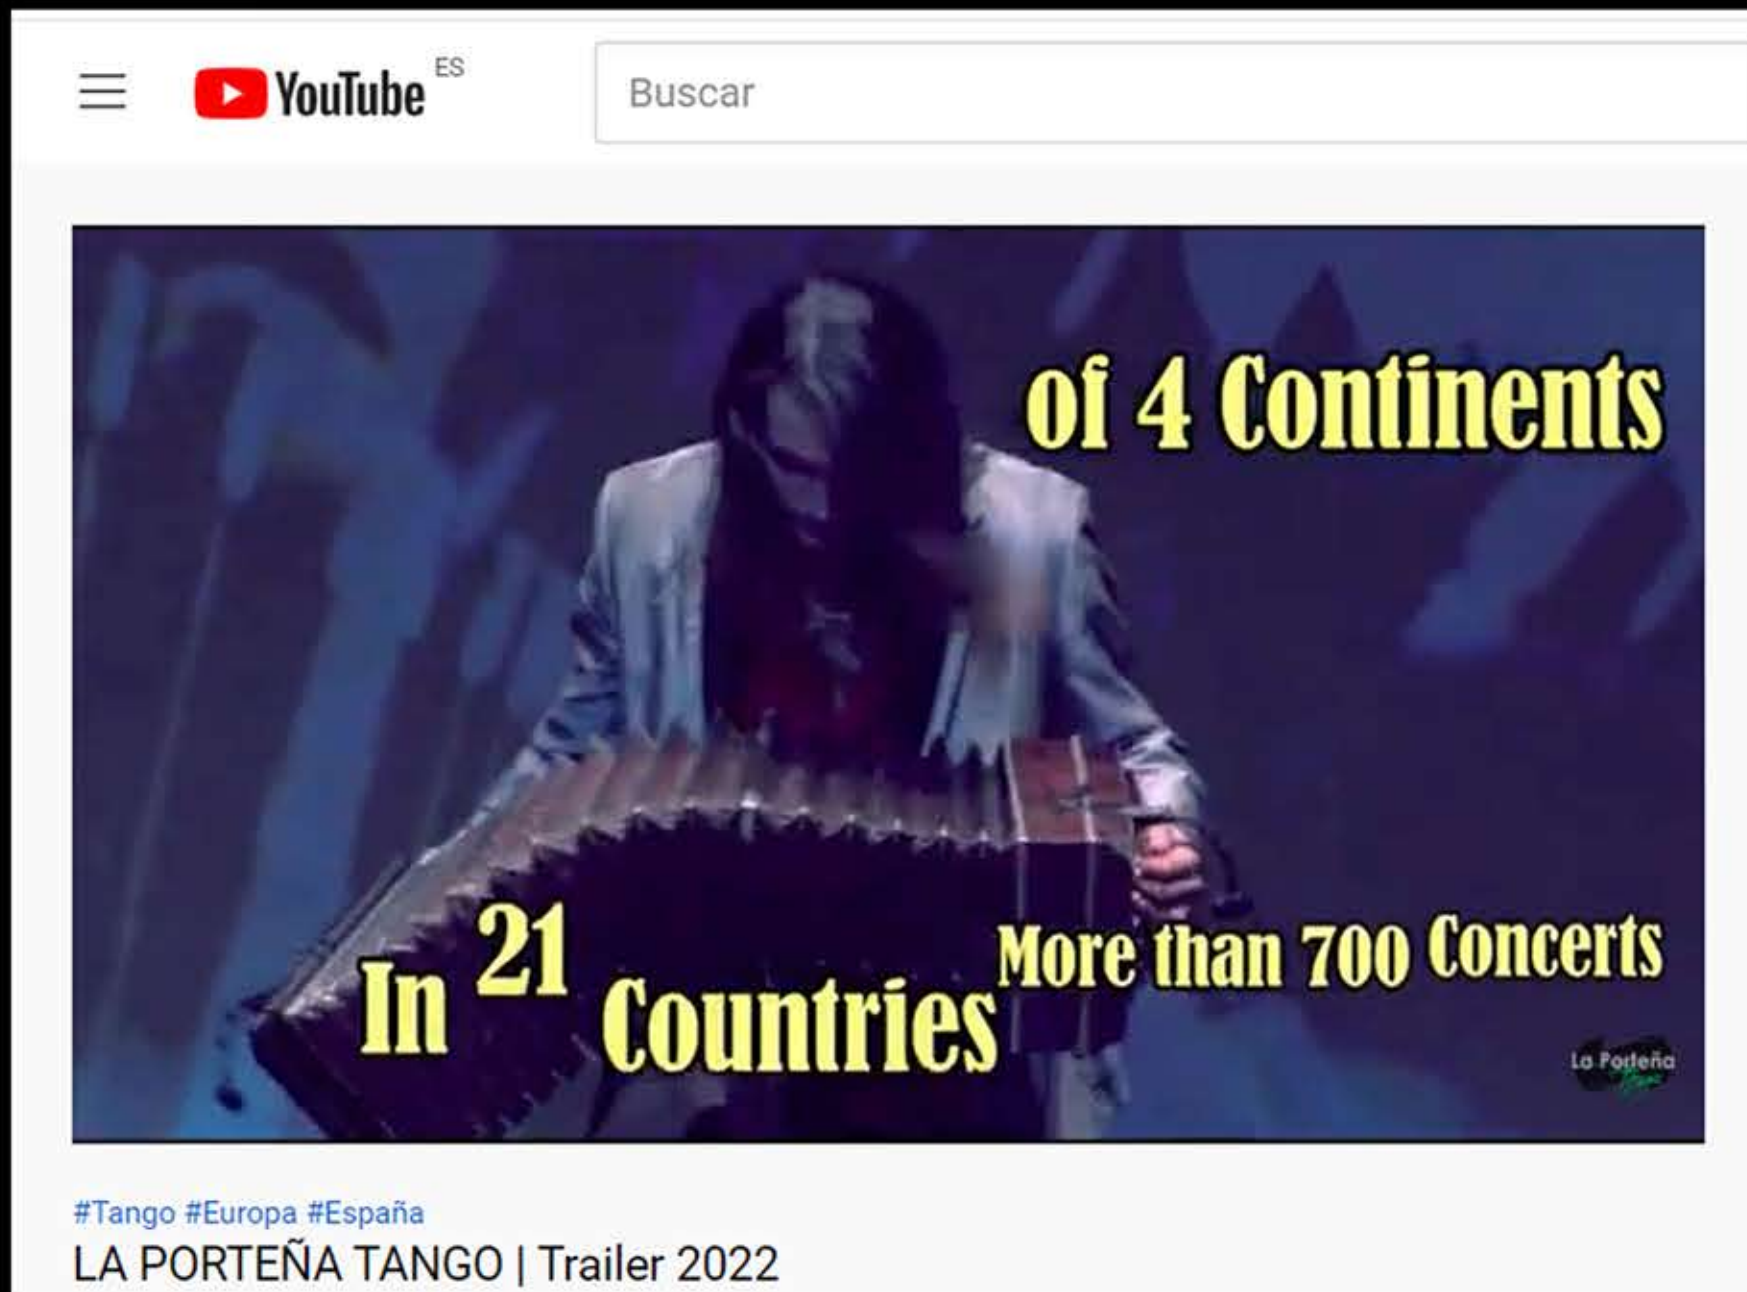 YouTube ES
Buscar
of 4 Continents
In 21 Countries
More than 700 Concerts
La Porteña
Tango
#Tango #Europa #España
LA PORTEÑA TANGO | Trailer 2022